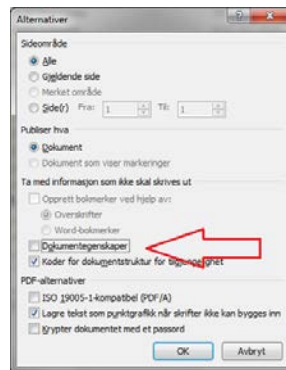 Alternativer
Sideområde
Alle
Gjeldende side
Merket område
Side(r) Fra: 1 Til: 1
Publiser hva
Dokument
Dokument som viser markeringer
Ta med informasjon som ikke skal skrives ut
Opprett bokmerker ved hjelp av:
Overskrifter
Word-bokmerker
Dokumentegenskaper
Koder for dokumentstruktur for tilgjengelighet
PDF-alternativer
ISO 19005-1-kompatibel (PDF/A)
Lagre tekst som punktgrafikk når skrifter ikke kan bygges inn
Krypter dokumentet med et passord
OK Avbryt